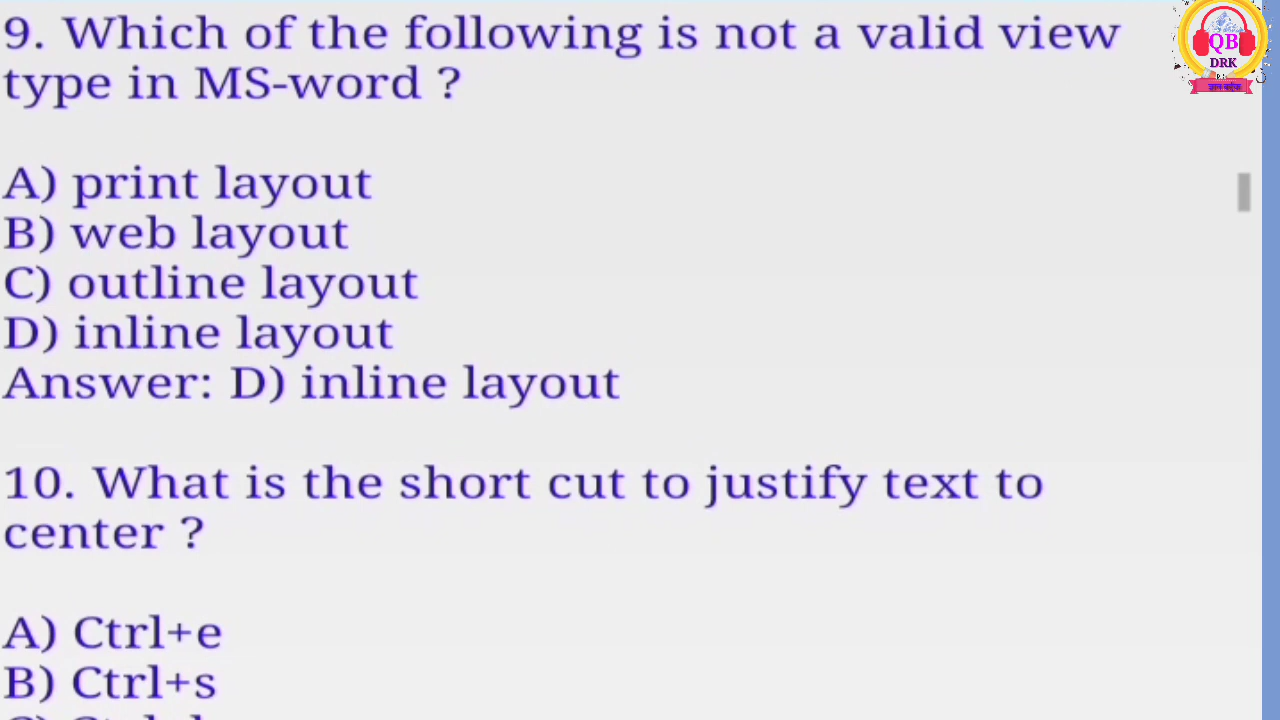 9. Which of the following is not a valid view
type in MS-word ?
A) print layout
B) web layout
C) outline layout
D) inline layout
Answer: D) inline layout
10. What is the short cut to justify text to
center ?
A) Ctrl+e
B) Ctrl+s
QB
DRK